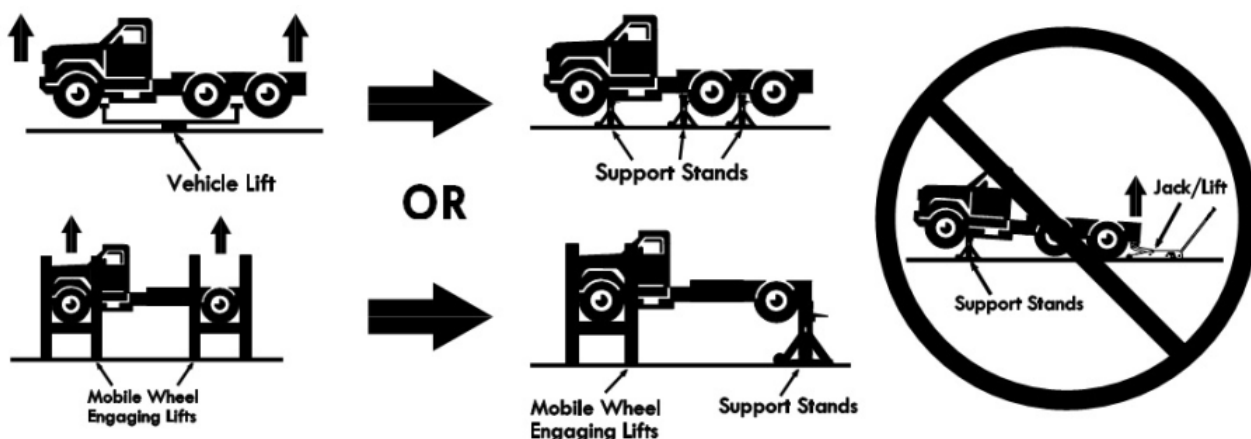 Vehicle Lift
Support Stands
OR
Jack/Lift
Support Stands
Mobile Wheel
Engaging Lifts
Mobile Wheel
Engaging Lifts
Support Stands